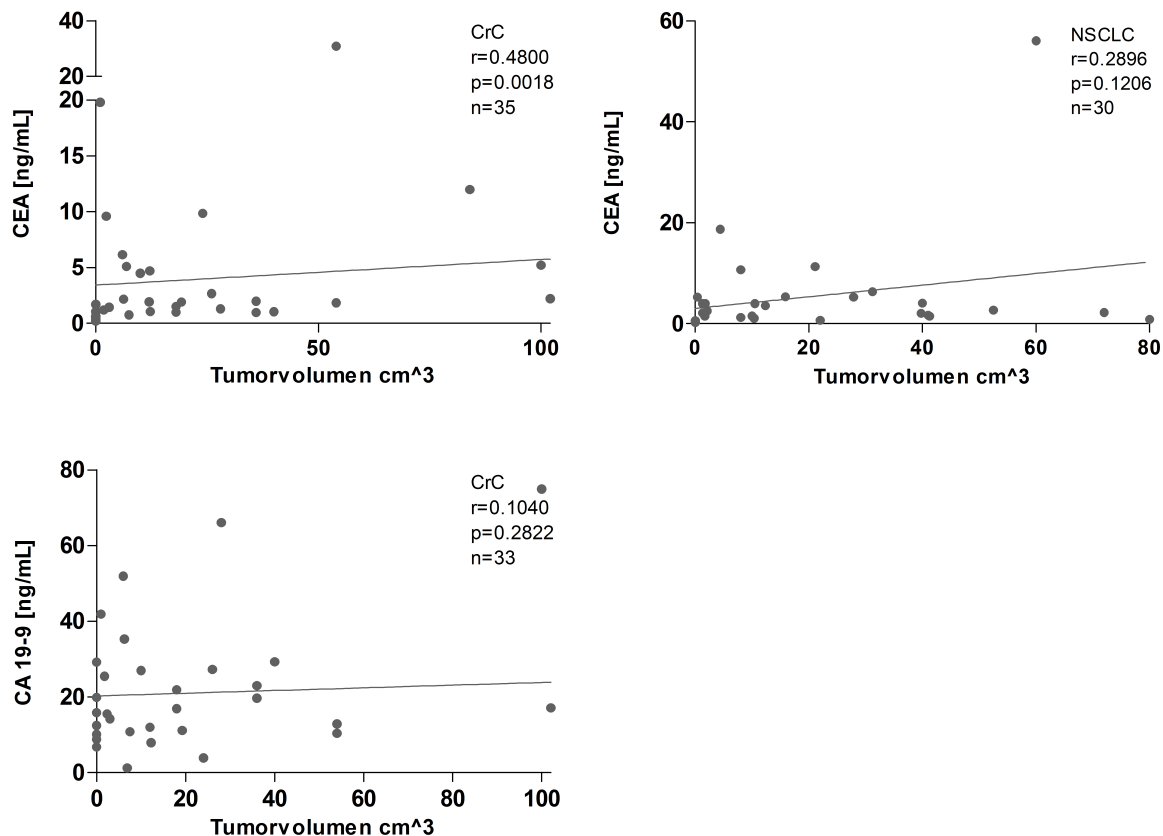 40
20
20
15
10
5
0
CEA [ng/mL]
CrC
r=0.4800
p=0.0018
n=35
0 50 100
Tumorvolumen cm^3
60
40
20
0
CEA [ng/mL]
NSCLC
r=0.2896
p=0.1206
n=30
0 20 40 60 80
Tumorvolumen cm^3
80
60
40
20
0
CA 19-9 [ng/mL]
CrC
r=0.1040
p=0.2822
n=33
0 20 40 60 80 100
Tumorvolumen cm^3